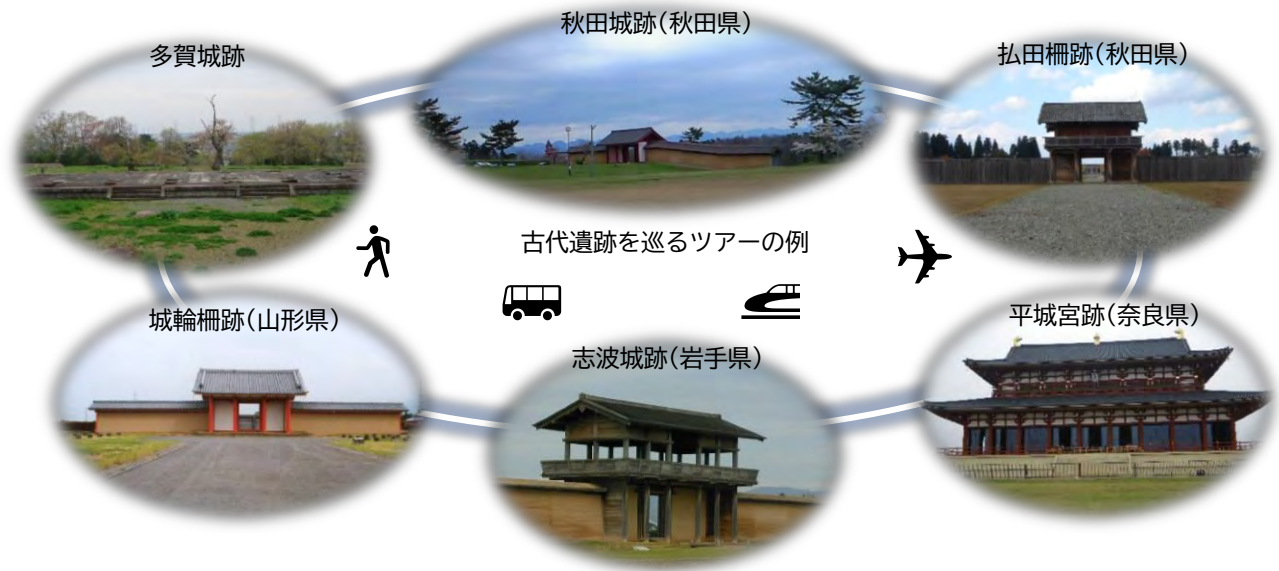 秋田城跡(秋田県)
多賀城跡
払田柵跡(秋田県)
古代遺跡を巡るツアーの例
城輪柵跡(山形県)
平城宮跡(奈良県)
志波城跡(岩手県)